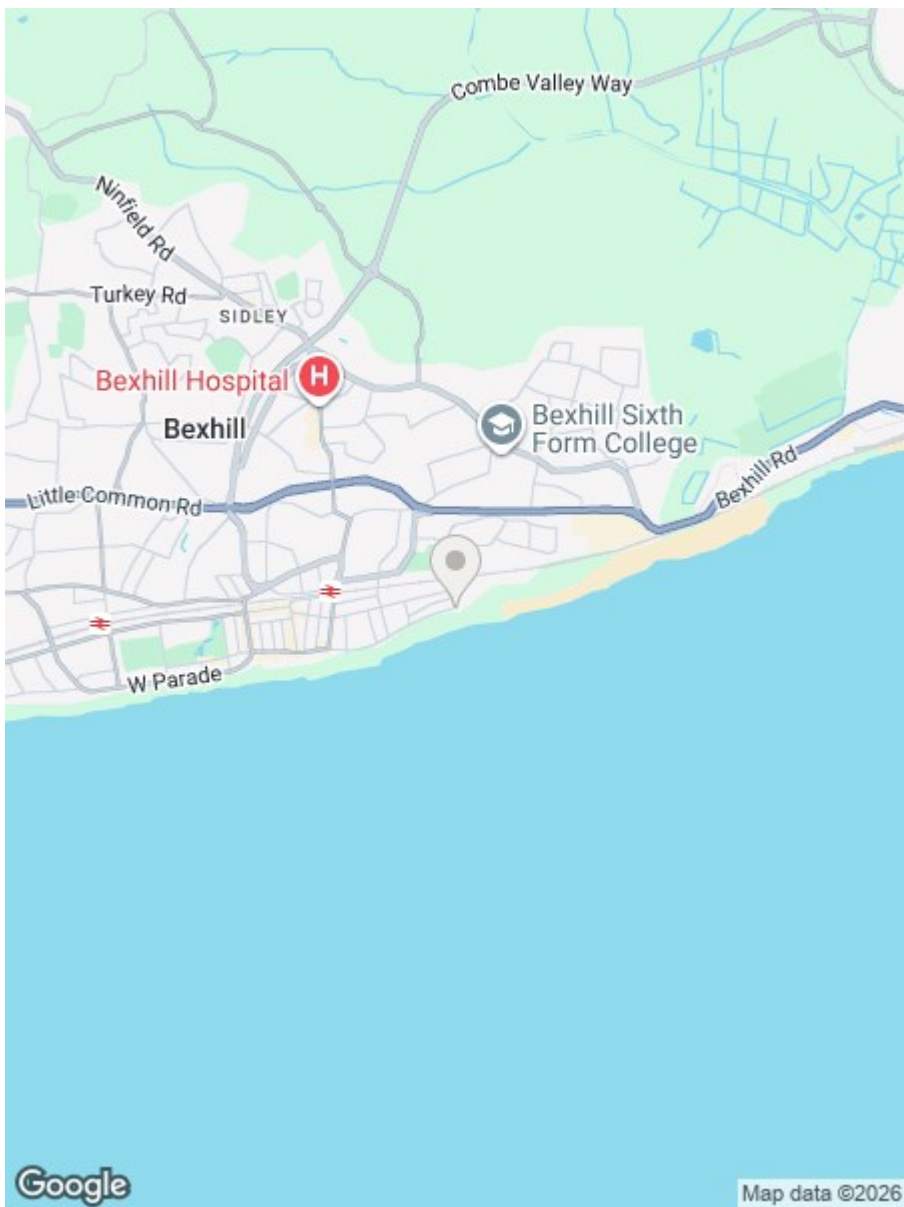 Combe Valley Way
Ninfield Rd
Turkey Rd
SIDLEY
Bexhill Hospital
H
Bexhill
Bexhill Sixth
Form College
Little Common Rd
Bexhill Rd
W Parade
Google
Map data ©2026